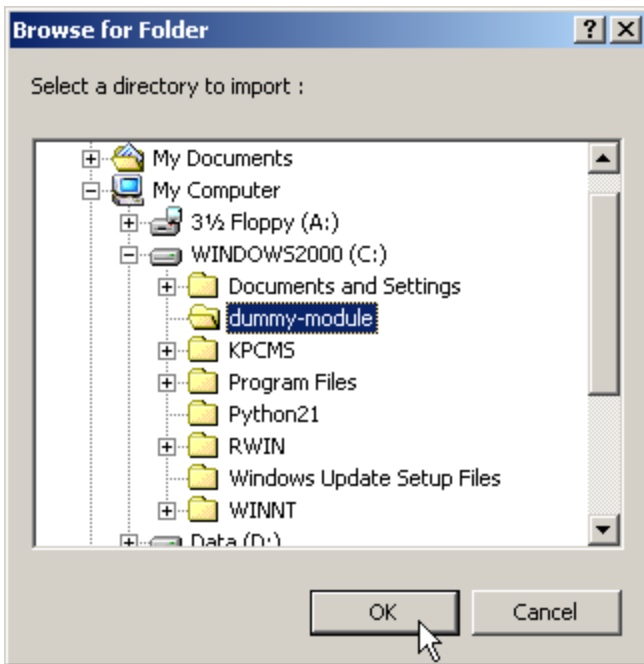 Browse for Folder
Select a directory to import :
My Documents
My Computer
3½ Floppy (A:)
WINDOWS2000 (C:)
Documents and Settings
dummy-module
KPCMS
Program Files
Python21
RWIN
Windows Update Setup Files
WINNT
Data (D:)
OK Cancel